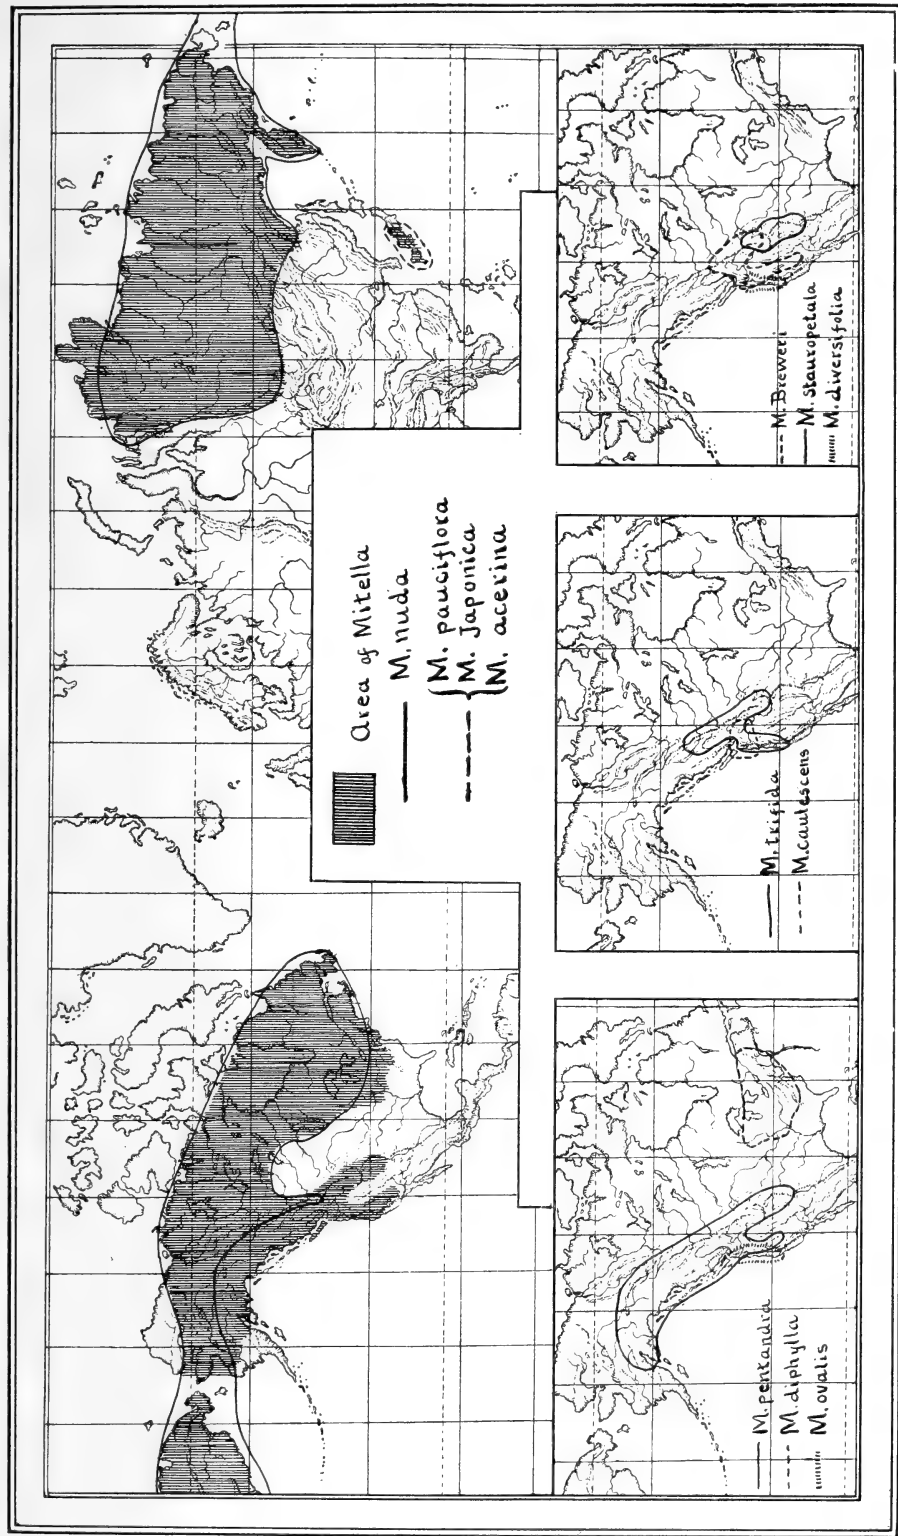 Area of Mitella
M. nuda
M. pauciflora
M. Japonica
M. acerina
M. pentandra
M. diphylla
M. ovalis
M. trifida
M. caulescens
M. Breweri
M. stauropetala
M. diversifolia